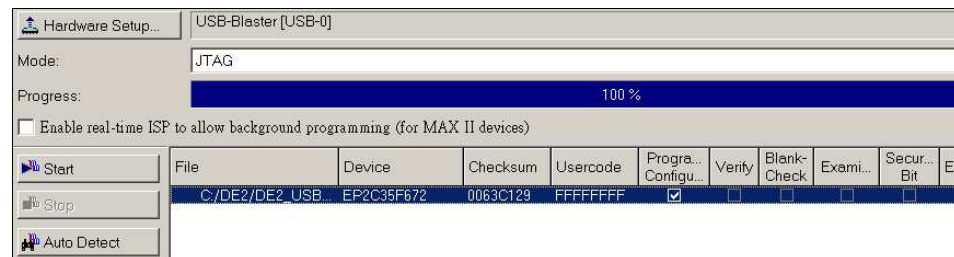 Hardware Setup... USB-Blaster [USB-0]
Mode: JTAG
Progress: 100 %
Enable real-time ISP to allow background programming (for MAX II devices)
Start
Stop
Auto Detect
File Device Checksum Usercode Progra... Configu... Verify Blank- Check Exami... Secur... Bit E
C:/DE2/DE2_USB... EP2C35F672 0063C129 FFFFFFFF